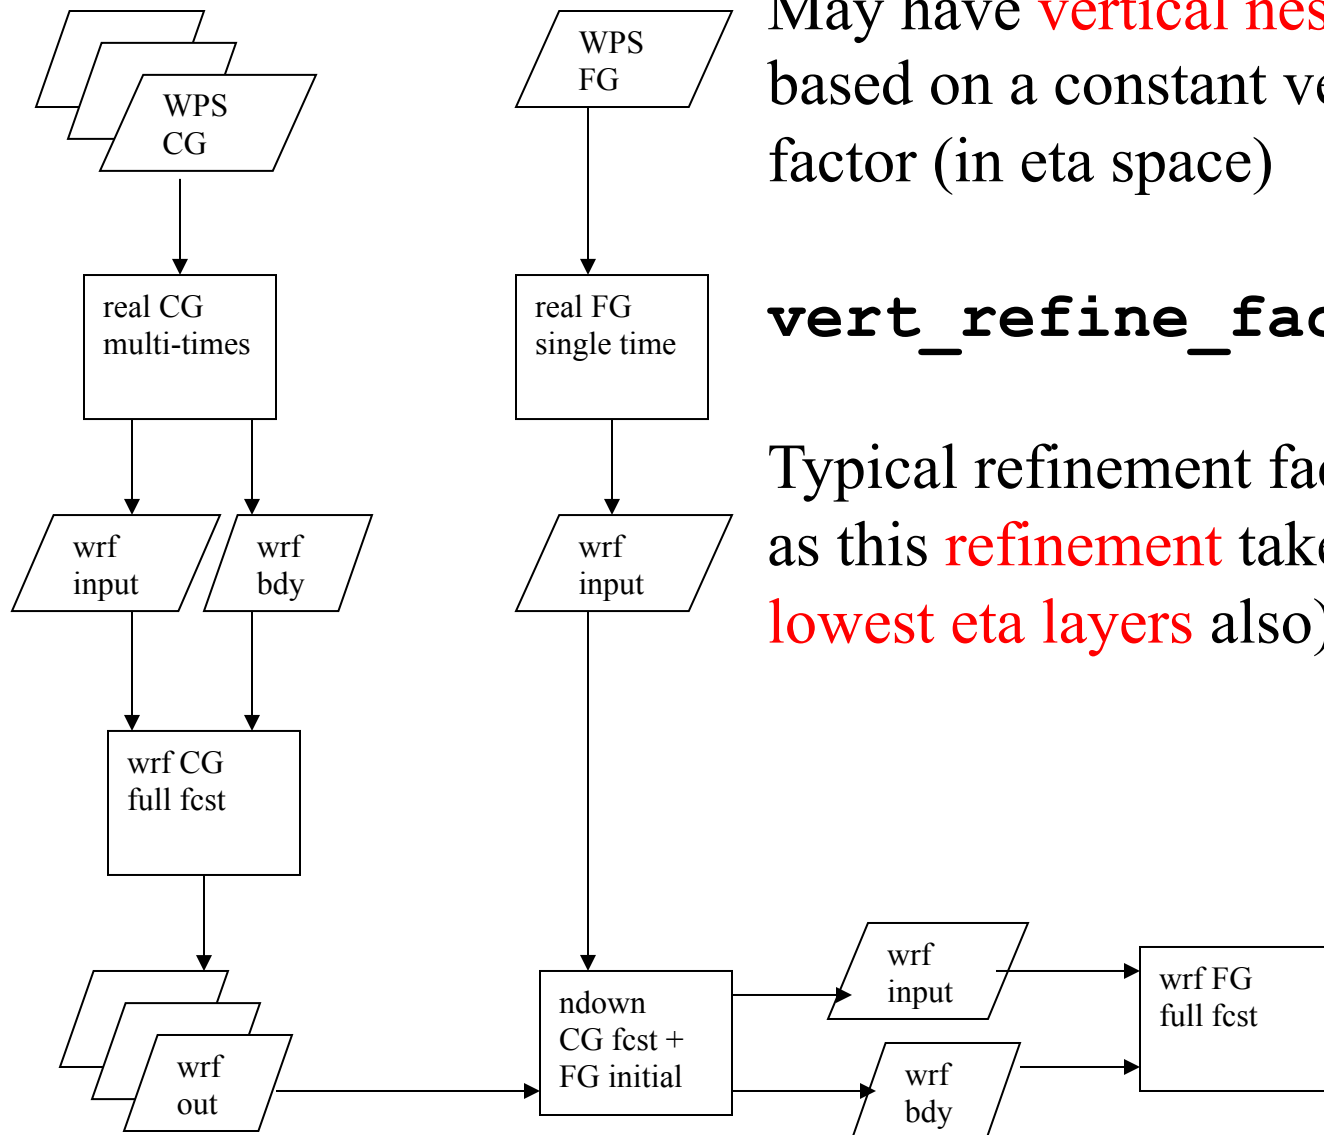 WPS
CG
WPS
FG
May have vertical nes
based on a constant ve
factor (in eta space)
real CG
multi-times
real FG
single time
vert_refine_fac
Typical refinement fac
as this refinement take
lowest eta layers also)
wrf
input
wrf
bdy
wrf
input
wrf CG
full fcst
wrf
out
ndown
CG fcst +
FG initial
wrf
input
wrf
bdy
wrf FG
full fcst